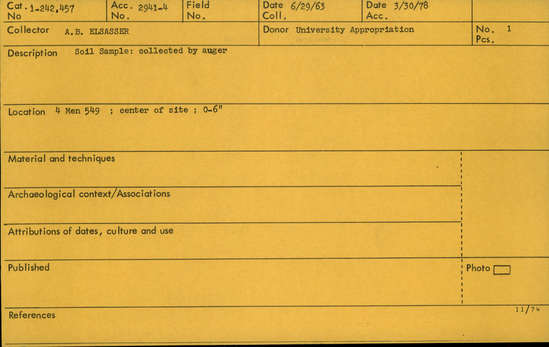 Cat. 1-242,457 Acc. 2941-4 Field Date 6/29/63 Date 3/30/78
No No. No. Coll. Acc.
Collector A.B. ELSASSER Donor University Appropriation No. 1
Pcs.
Description Soil Sample: collected by auger
Location 4 Men 549 ; center of site ; 0-6"
Material and techniques
Archaeological context/Associations
Attributions of dates, culture and use
Published Photo
References 11/74